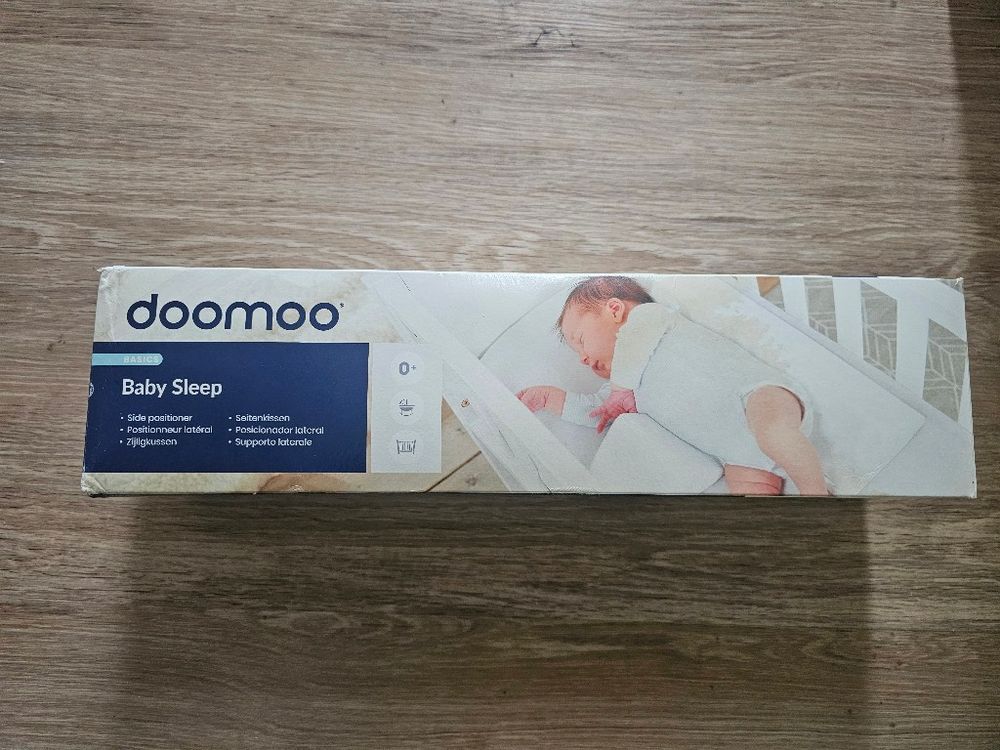 doomoo
BASICS
Baby Sleep
• Side positioner
• Positionneur latéral
• Zijligkussen
• Seitenkissen
• Posicionador lateral
• Supporto laterale
0+